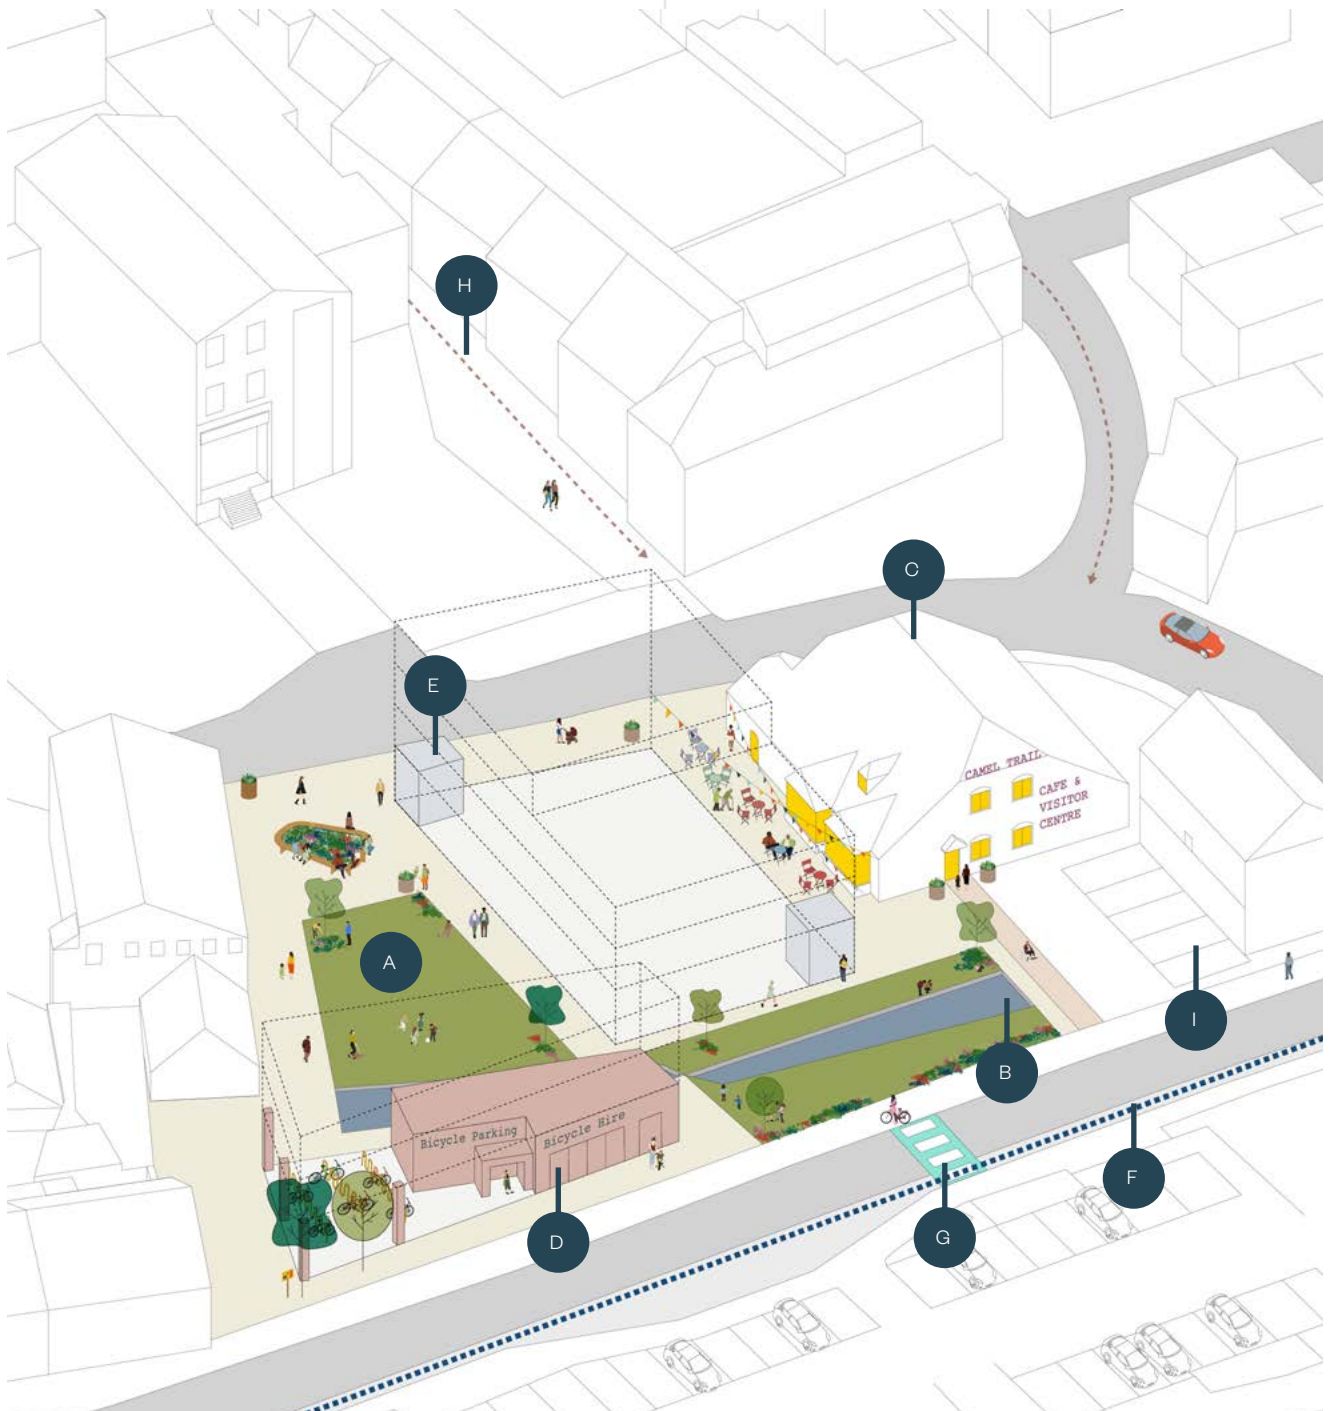 H
C
E
CAMEL TRAIL
CAFE &
VISITOR
CENTRE
A
I
B
Bicycle Parking
Bicycle Hire
F
G
D